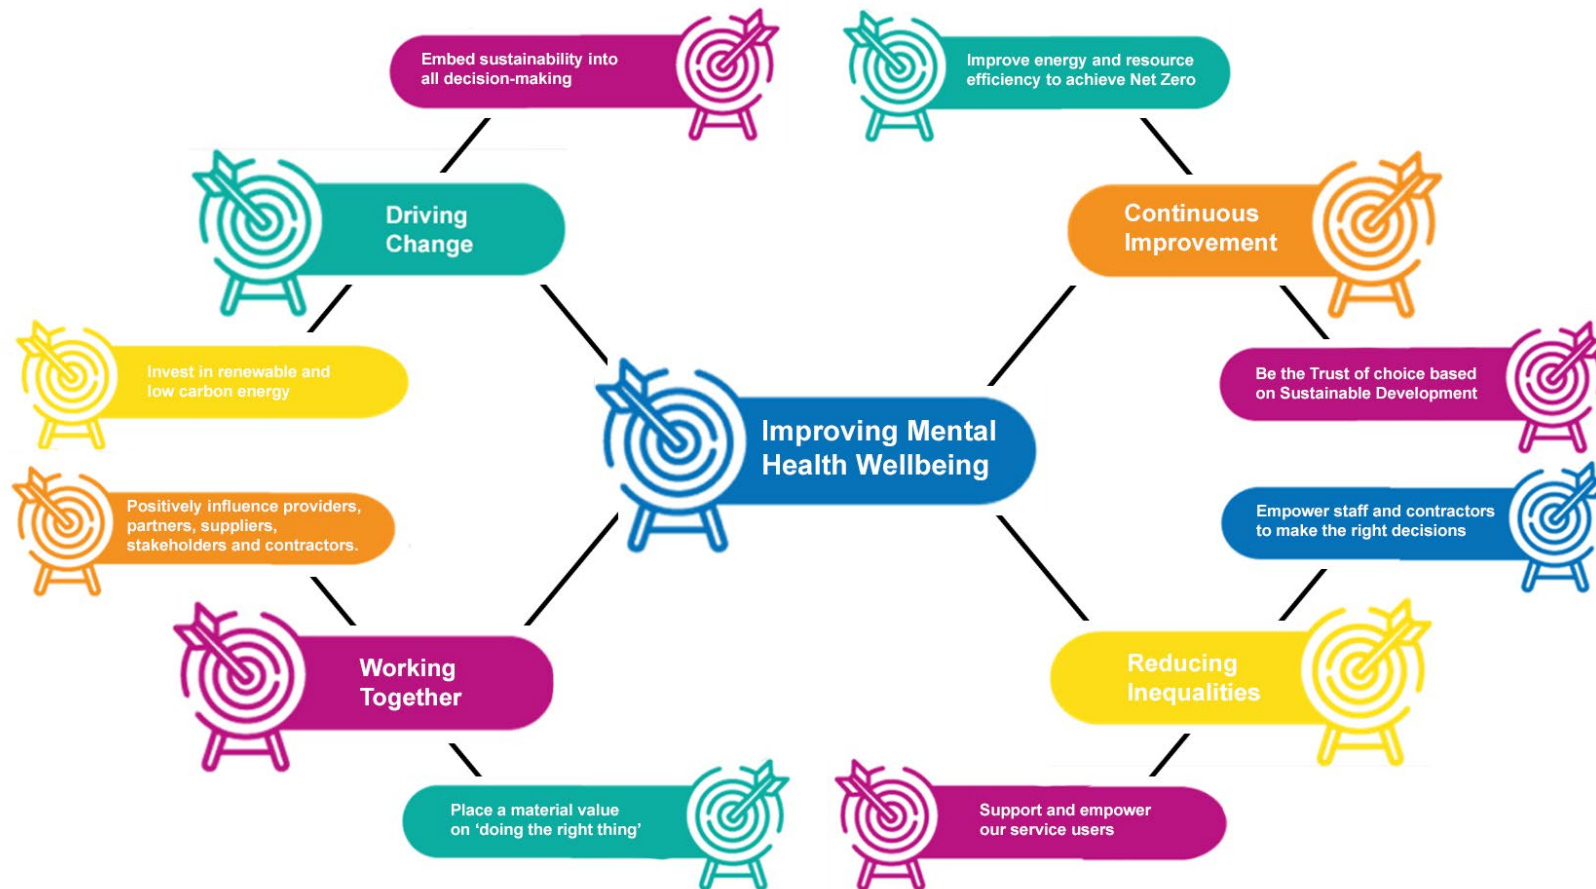 Embed sustainability into
all decision-making
Improve energy and resource
efficiency to achieve Net Zero
Driving
Change
Continuous
Improvement
Invest in renewable and
low carbon energy
Be the Trust of choice based
on Sustainable Development
Improving Mental
Health Wellbeing
Positively influence providers,
partners, suppliers,
stakeholders and contractors.
Empower staff and contractors
to make the right decisions
Working
Together
Reducing
Inequalities
Place a material value
on ‘doing the right thing’
Support and empower
our service users